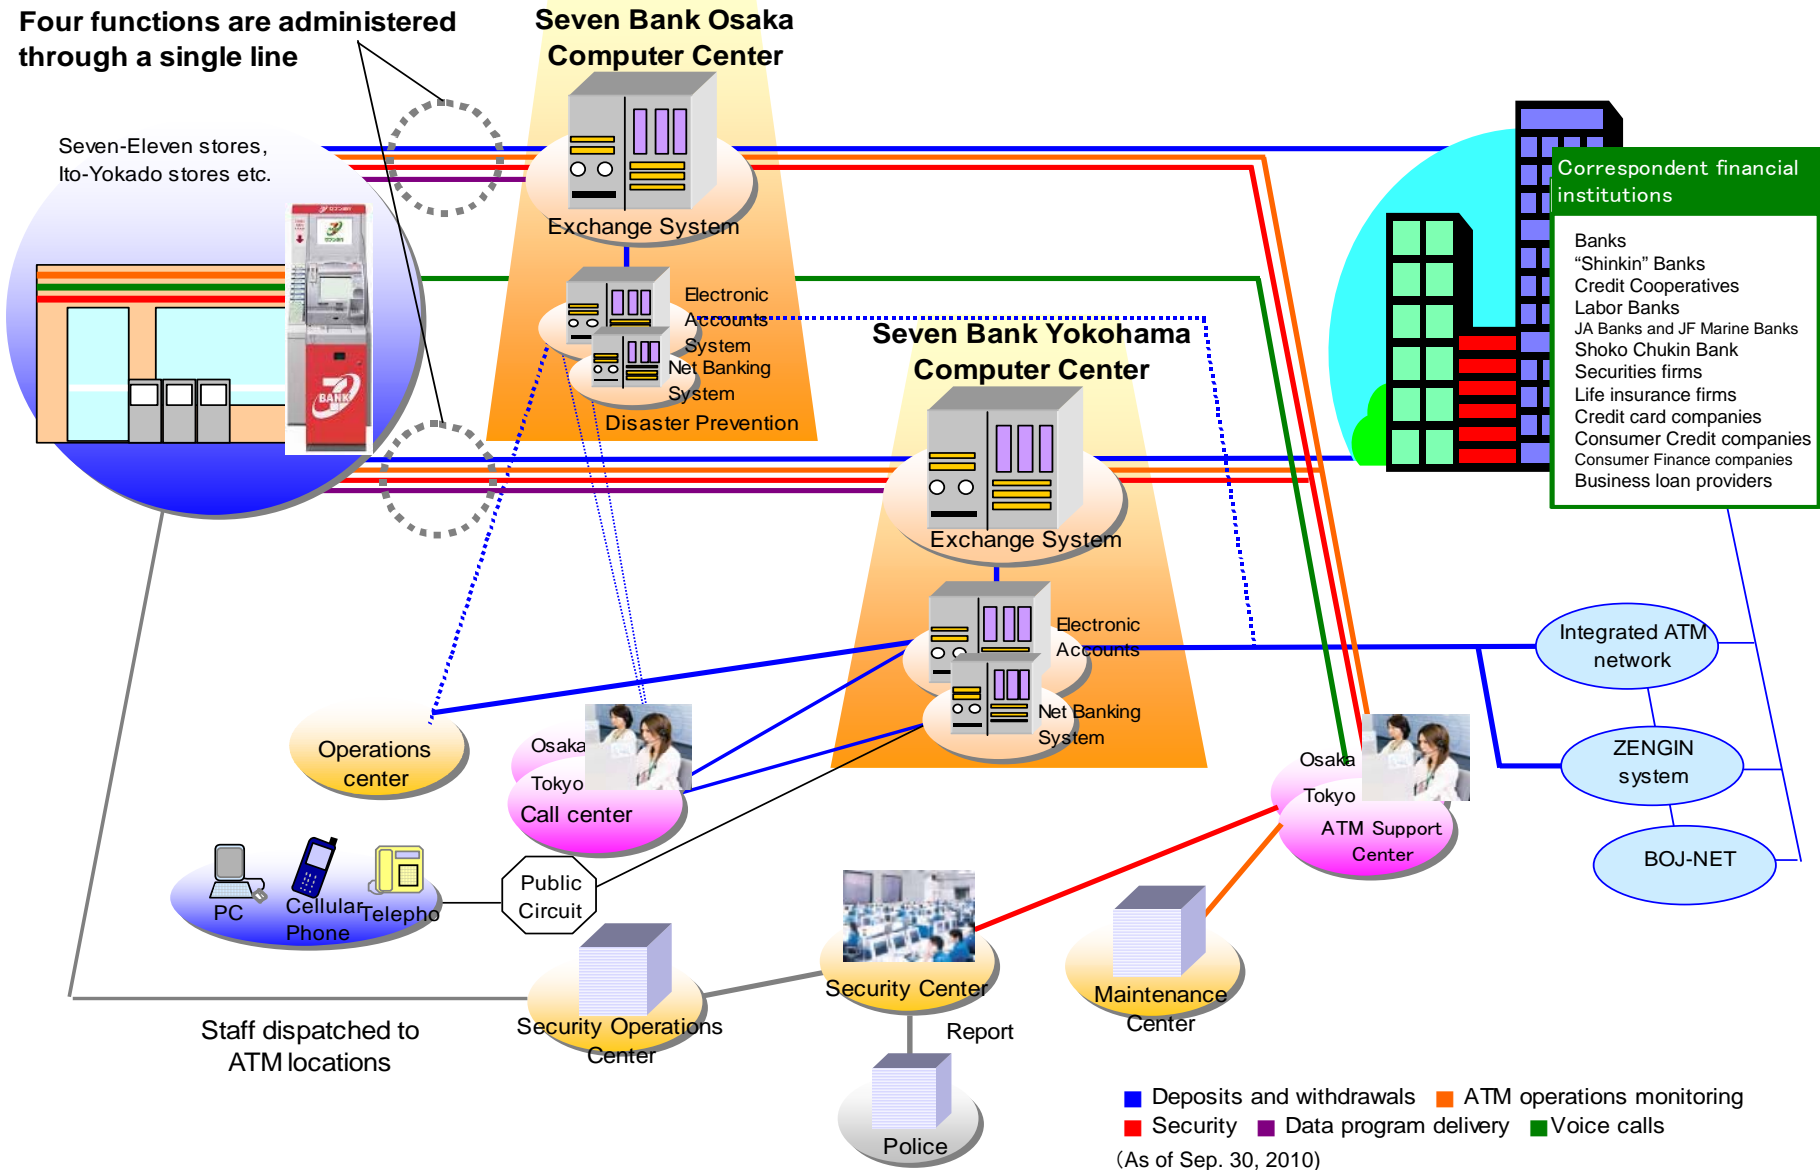 Four functions are administered
through a single line
Seven Bank Osaka
Computer Center
Seven-Eleven stores,
Ito-Yokado stores etc.
BANK
Exchange System
Electronic
Accounts
System
Net Banking
System
Disaster Prevention
Seven Bank Yokohama
Computer Center
Exchange System
Electronic
Accounts
Net Banking
System
Correspondent financial
institutions
Banks
“Shinkin” Banks
Credit Cooperatives
Labor Banks
JA Banks and JF Marine Banks
Shoko Chukin Bank
Securities firms
Life insurance firms
Credit card companies
Consumer Credit companies
Consumer Finance companies
Business loan providers
Integrated ATM
network
ZENGIN
system
BOJ-NET
Operations
center
Osaka
Tokyo
Call center
Osaka
Tokyo
ATM Support
Center
PC
Cellular
Phone
Telepho
Public
Circuit
Security Operations
Center
Security Center
Maintenance
Center
Report
Police
Staff dispatched to
ATM locations
Deposits and withdrawals
ATM operations monitoring
Security
Data program delivery
Voice calls
(As of Sep. 30, 2010)